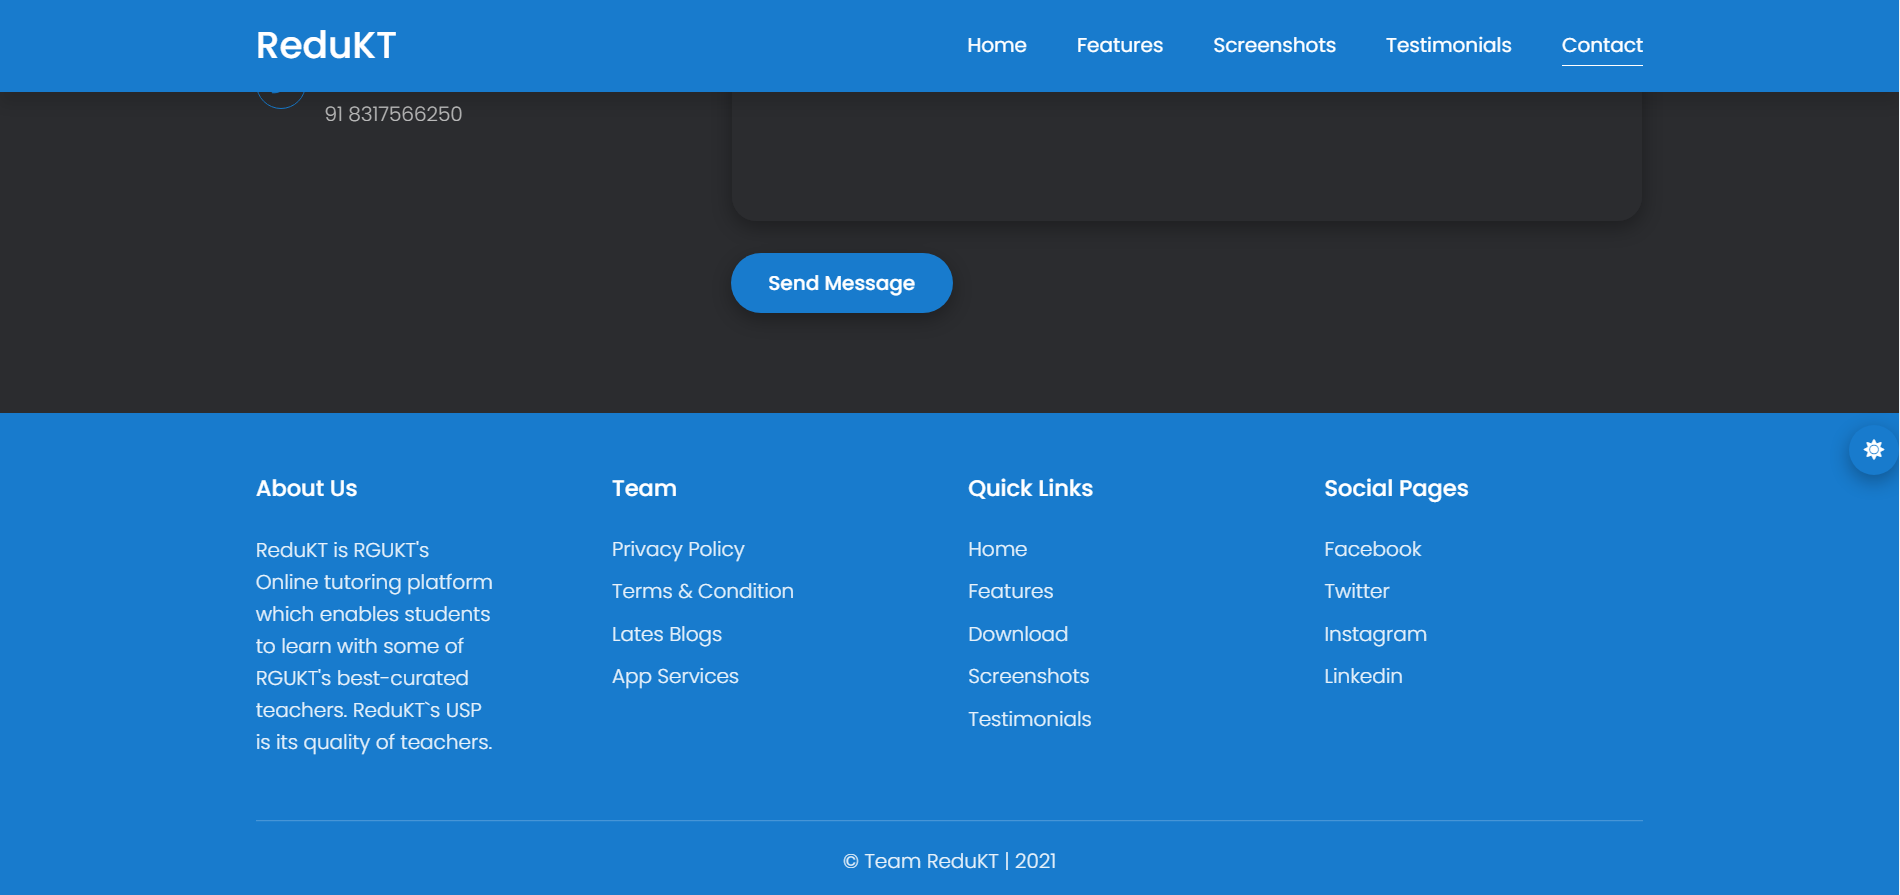 ReduKT
Home Features Screenshots Testimonials Contact
91 8317566250
Send Message
About Us
ReduKT is RGUKT's
Online tutoring platform
which enables students
to learn with some of
RGUKT's best-curated
teachers. ReduKT`s USP
is its quality of teachers.
Team
Privacy Policy
Terms & Condition
Lates Blogs
App Services
Quick Links
Home
Features
Download
Screenshots
Testimonials
Social Pages
Facebook
Twitter
Instagram
Linkedin
© Team ReduKT | 2021